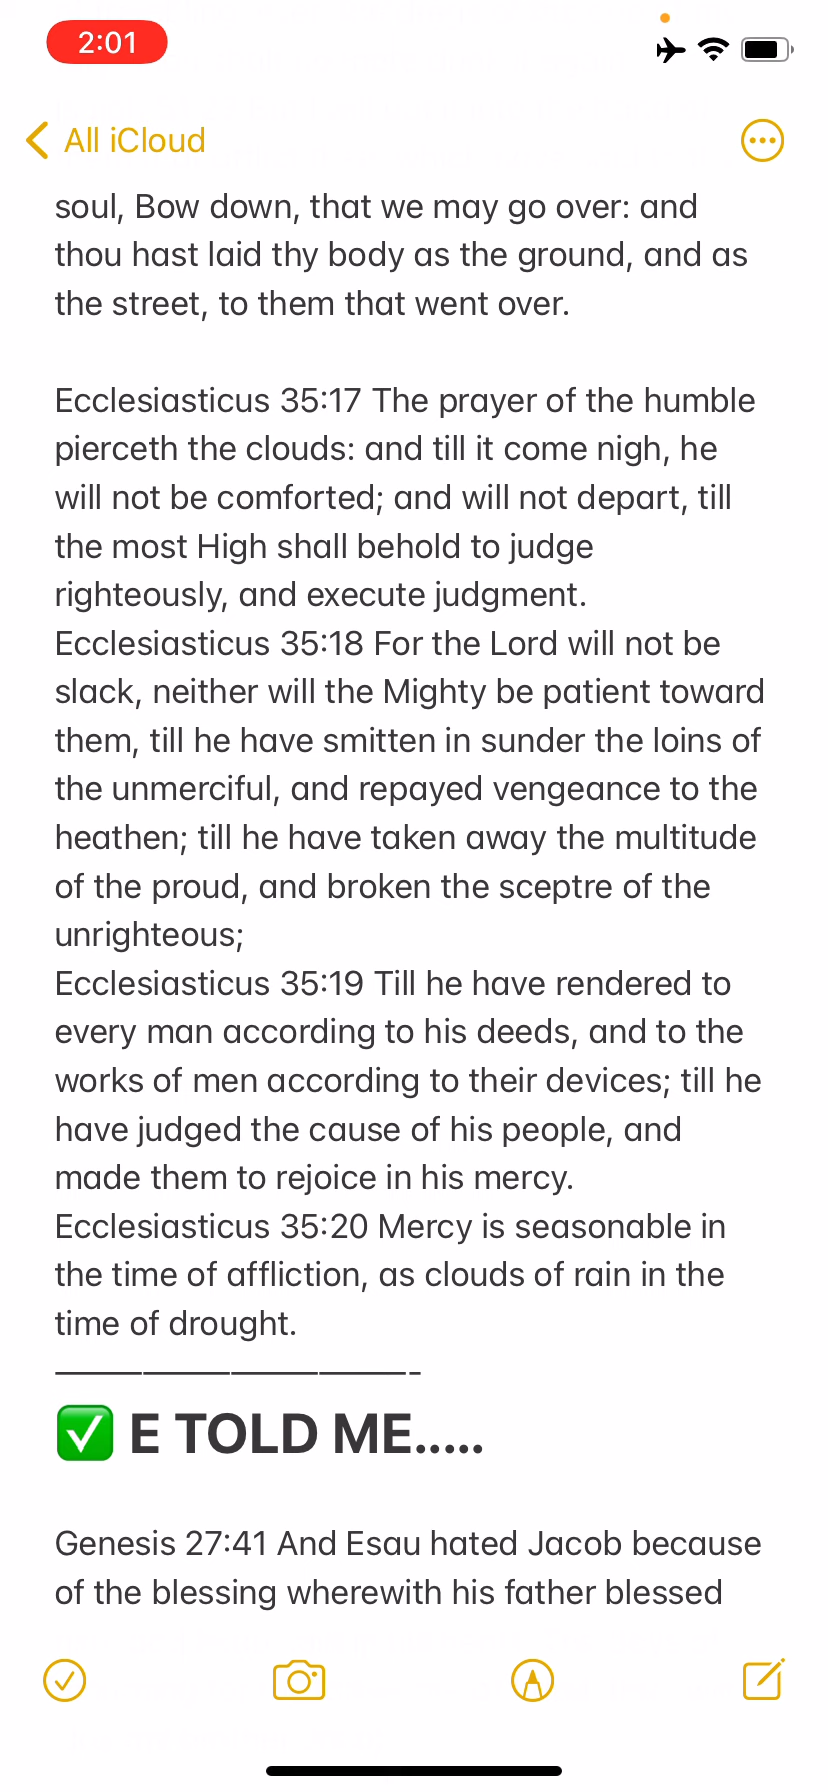 2:01
All iCloud
soul, Bow down, that we may go over: and
thou hast laid thy body as the ground, and as
the street, to them that went over.
Ecclesiasticus 35:17 The prayer of the humble
pierceth the clouds: and till it come nigh, he
will not be comforted; and will not depart, till
the most High shall behold to judge
righteously, and execute judgment.
Ecclesiasticus 35:18 For the Lord will not be
slack, neither will the Mighty be patient toward
them, till he have smitten in sunder the loins of
the unmerciful, and repayed vengeance to the
heathen; till he have taken away the multitude
of the proud, and broken the sceptre of the
unrighteous;
Ecclesiasticus 35:19 Till he have rendered to
every man according to his deeds, and to the
works of men according to their devices; till he
have judged the cause of his people, and
made them to rejoice in his mercy.
Ecclesiasticus 35:20 Mercy is seasonable in
the time of affliction, as clouds of rain in the
time of drought.
————————-
✅ E TOLD ME.....
Genesis 27:41 And Esau hated Jacob because
of the blessing wherewith his father blessed